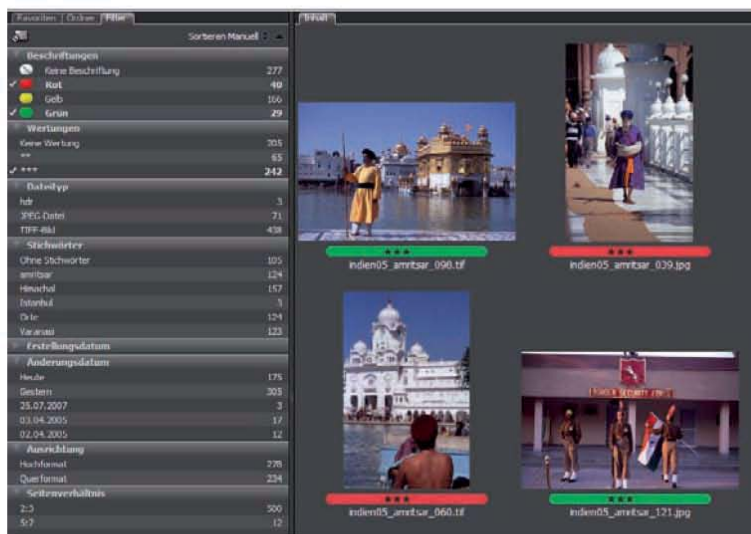 Favoriten Ordner Filter
Sortieren Manuell
Beschriftungen
Keine Beschriftung 277
Rot 40
Gelb 166
Grün 29
Wertungen
Keine Wertung 205
** 65
*** 242
Dateityp
hdr 3
JPEG-Datei 71
TIFF-Bild 438
Stichwörter
Ohne Stichwörter 105
amritsar 124
Himachal 157
Istanbul 3
Orte 124
Varanasi 123
Erstellungsdatum
Änderungsdatum
Heute 175
Gestern 305
25.07.2007 3
03.04.2005 17
02.04.2005 12
Ausrichtung
Hochformat 278
Querformat 234
Seitenverhältnis
2:3 500
5:7 12
Inhalt
***
indien05_amritsar_098.tif
***
indien05_amritsar_039.jpg
***
indien05_amritsar_060.tif
SECURITY
***
indien05_amritsar_121.jpg